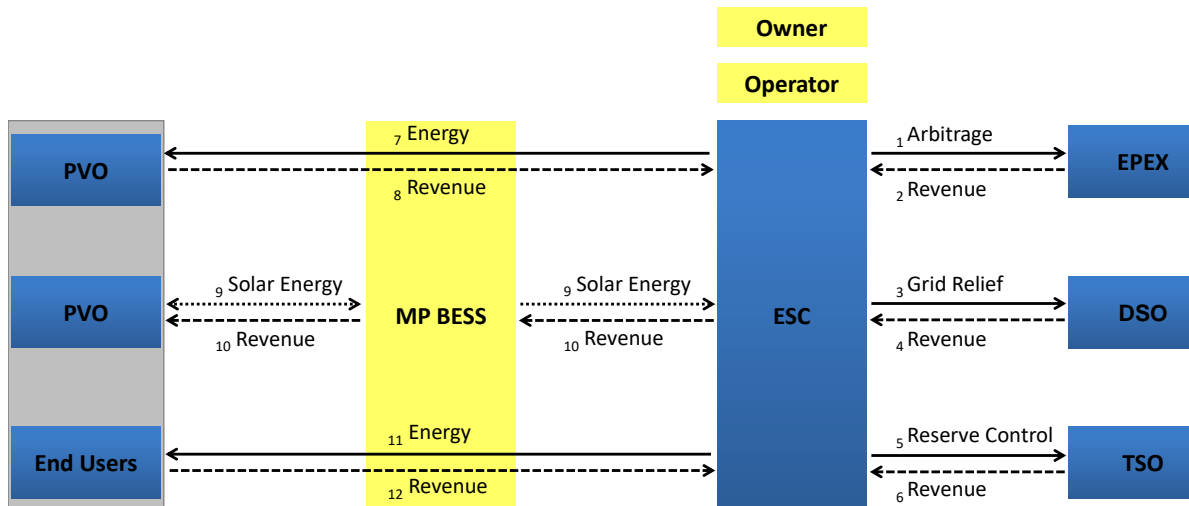 Owner
Operator
7 Energy
1 Arbitrage
PVO
EPEX
8 Revenue
2 Revenue
9 Solar Energy
9 Solar Energy
3 Grid Relief
PVO
MP BESS
ESC
DSO
10 Revenue
10 Revenue
4 Revenue
11 Energy
5 Reserve Control
End Users
TSO
12 Revenue
6 Revenue